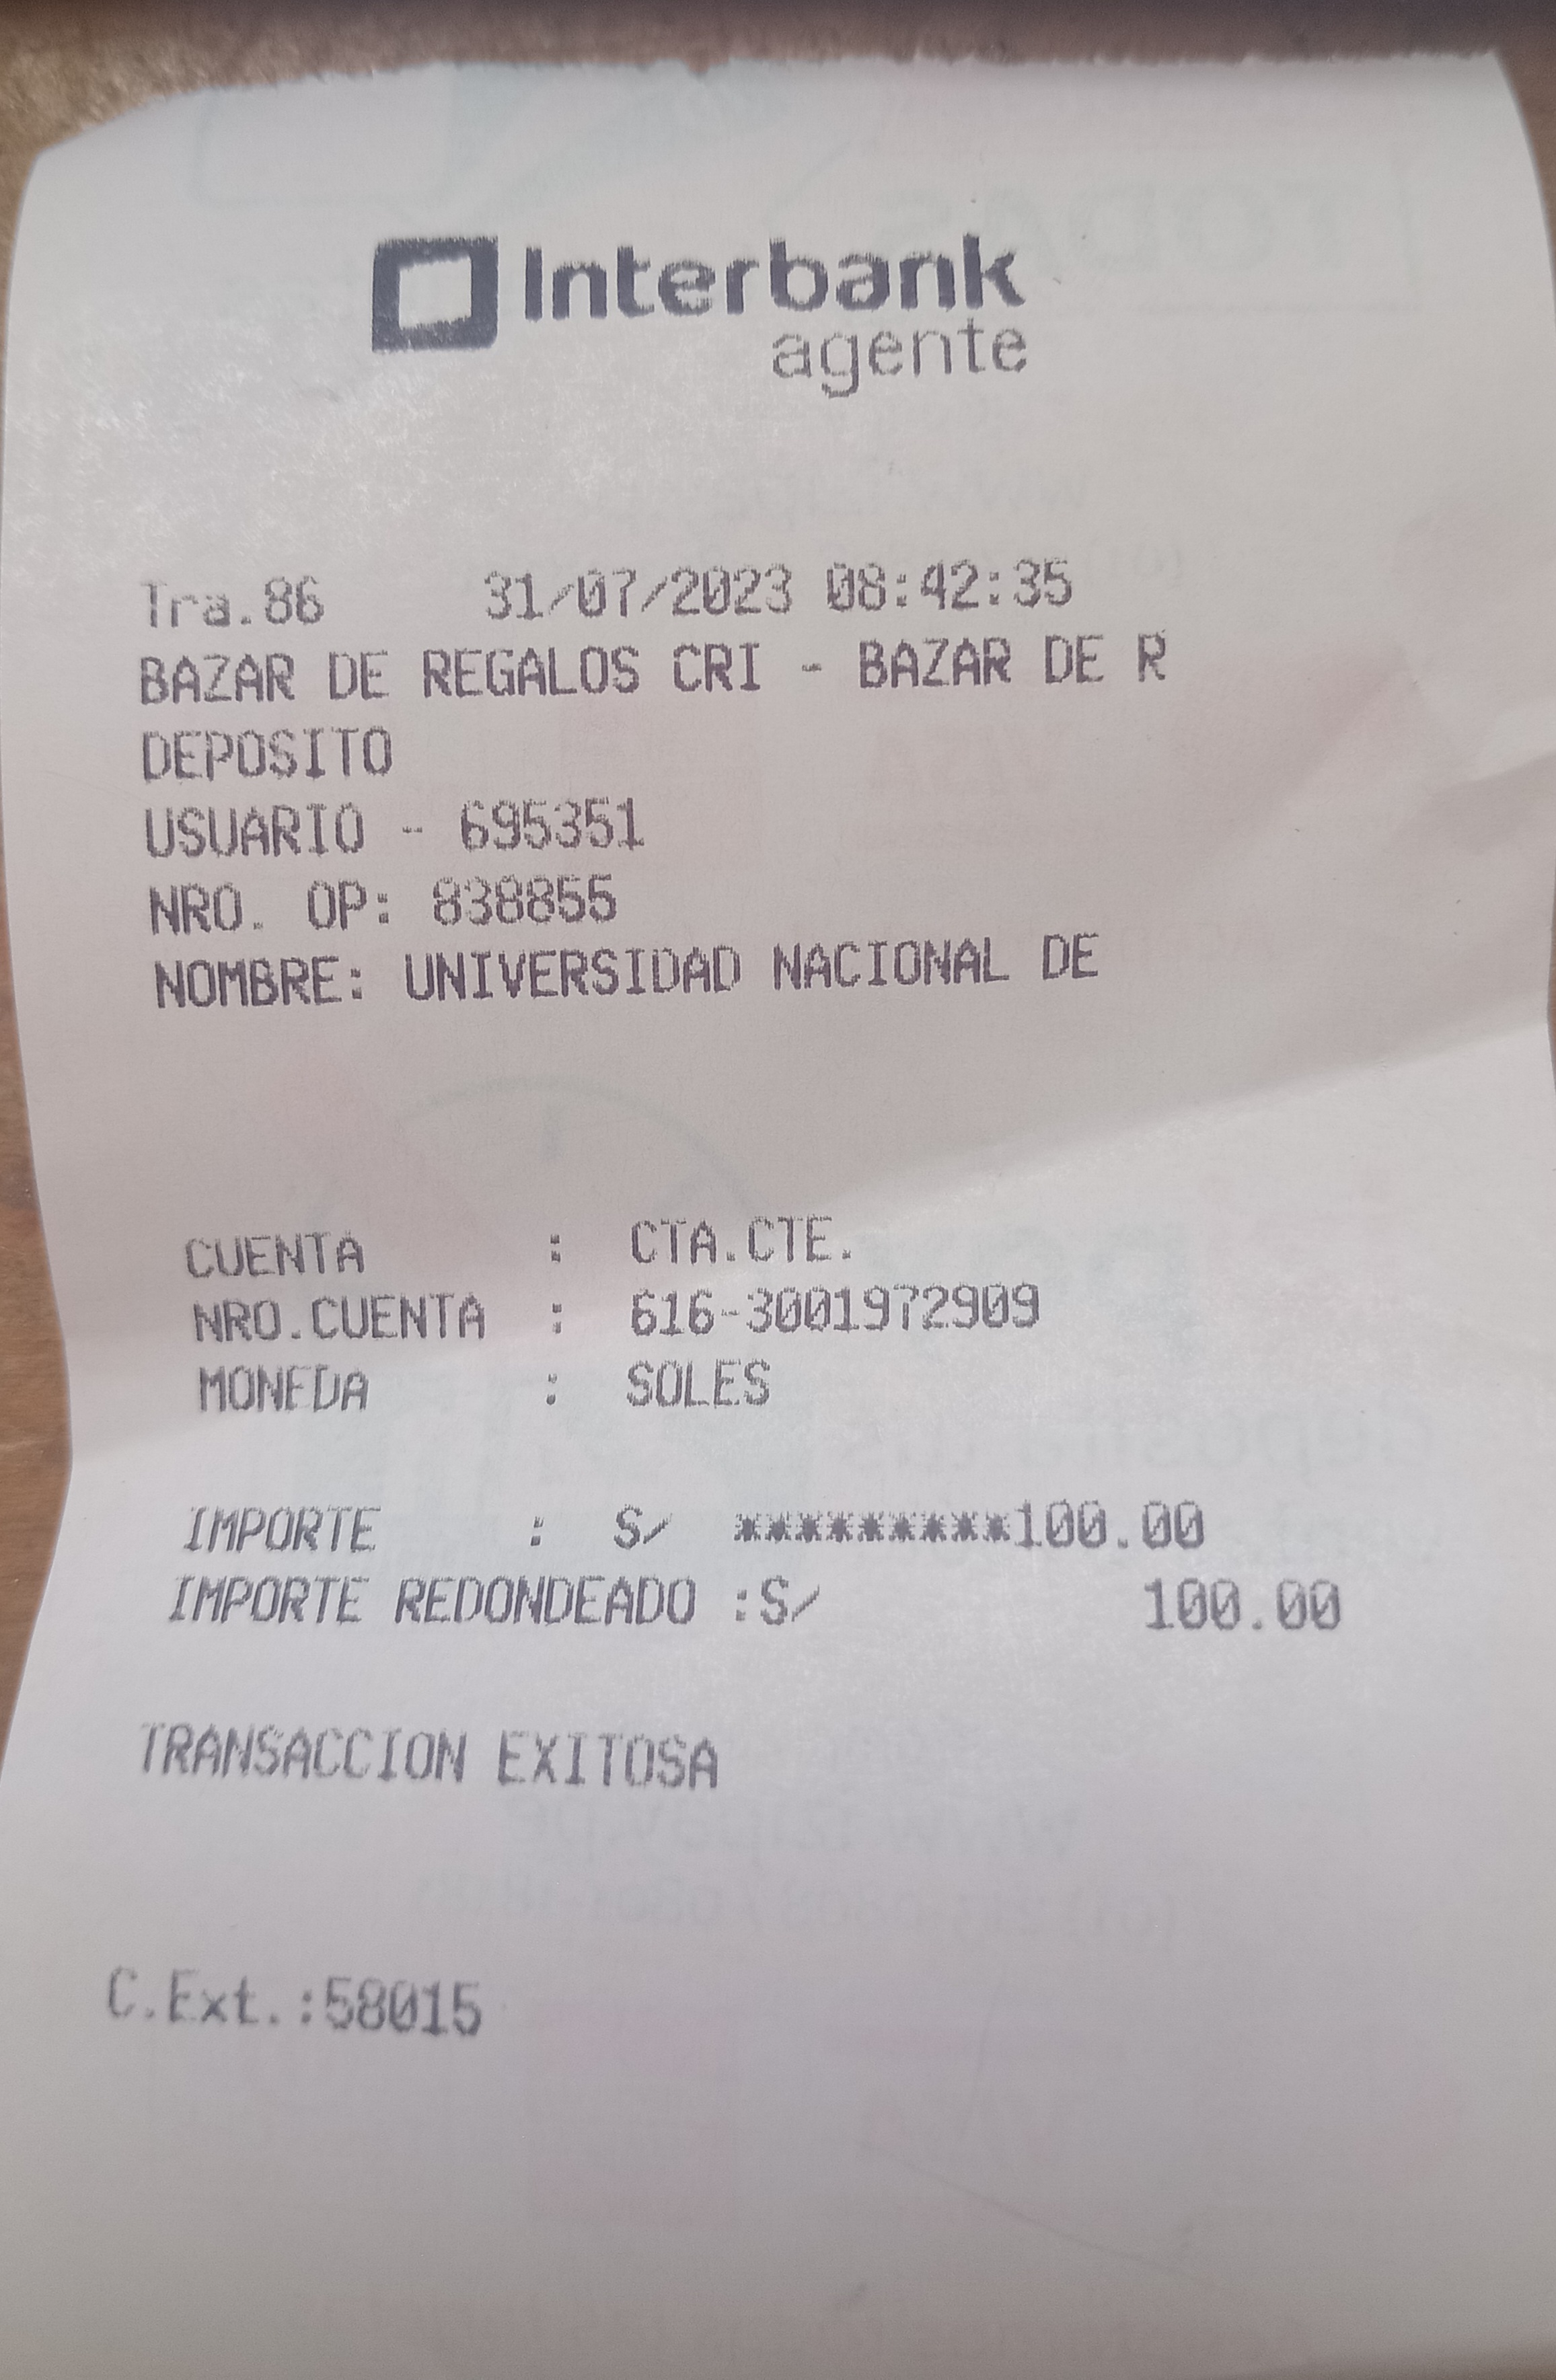 Interbank
agente
Tra.86 31/07/2023 08:42:35
BAZAR DE REGALOS CRI - BAZAR DE R
DEPOSITO
USUARIO - 695351
NRO. OP: 838855
NOMBRE: UNIVERSIDAD NACIONAL DE
CUENTA : CTA.CTE.
NRO.CUENTA : 616-3001972909
MONEDA : SOLES
IMPORTE : S/ *********100.00
IMPORTE REDONDEADO :S/ 100.00
TRANSACCION EXITOSA
C.Ext.:58015